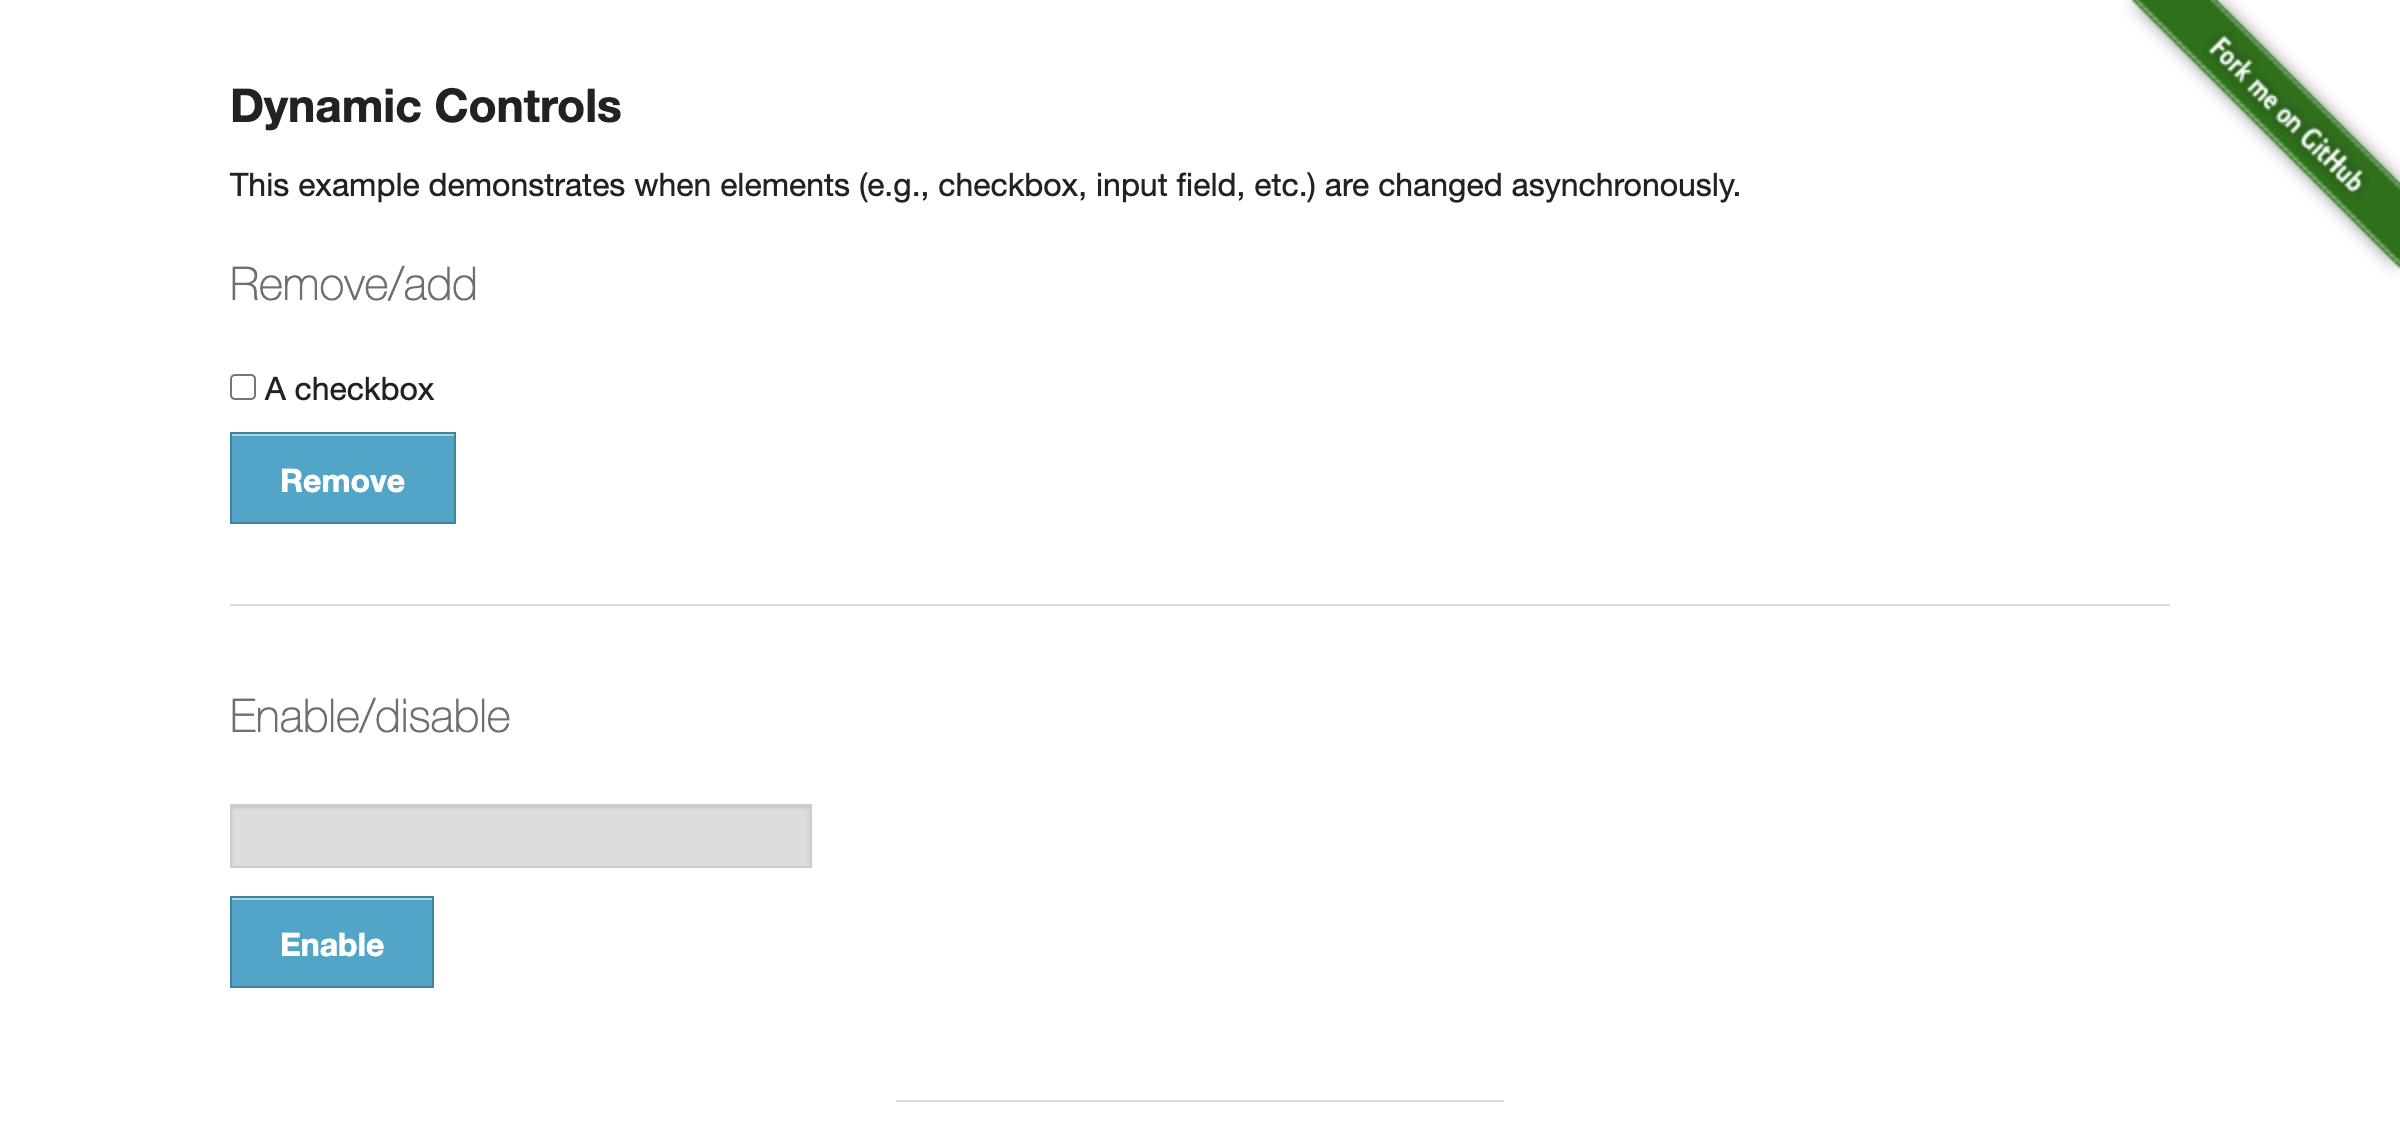 Dynamic Controls
Fork me on GitHub
This example demonstrates when elements (e.g., checkbox, input field, etc.) are changed asynchronously.
Remove/add
A checkbox
Remove
Enable/disable
Enable